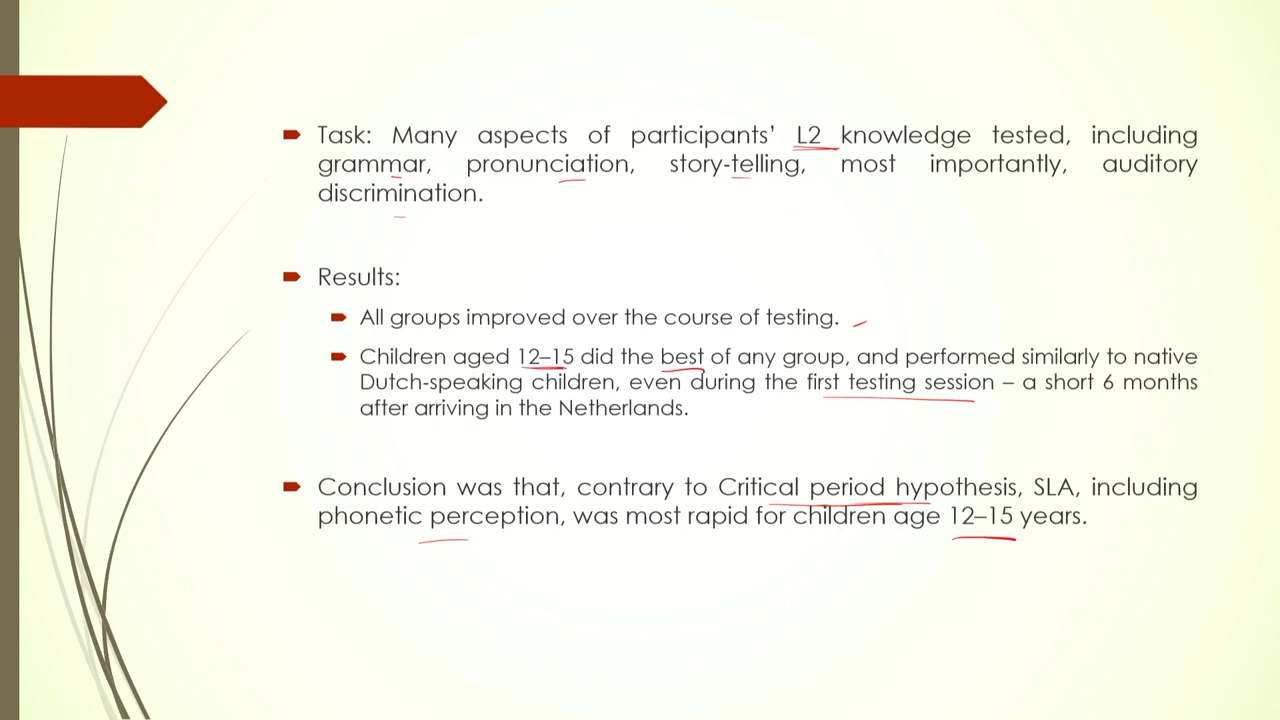 Task: Many aspects of participants’ L2 knowledge tested, including
grammar, pronunciation, story-telling, most importantly, auditory
discrimination.
Results:
All groups improved over the course of testing.
Children aged 12–15 did the best of any group, and performed similarly to native
Dutch-speaking children, even during the first testing session – a short 6 months
after arriving in the Netherlands.
Conclusion was that, contrary to Critical period hypothesis, SLA, including
phonetic perception, was most rapid for children age 12–15 years.